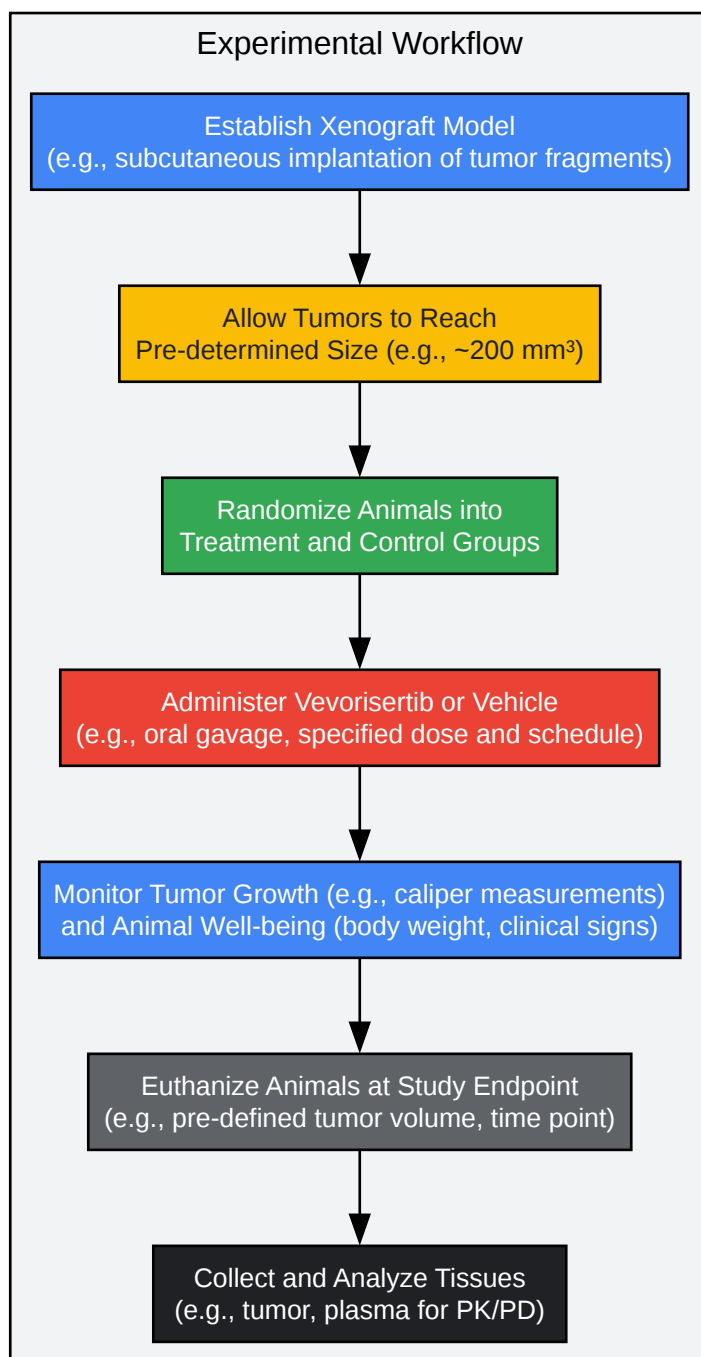 Experimental Workflow
Establish Xenograft Model
(e.g., subcutaneous implantation of tumor fragments)
Allow Tumors to Reach
Pre-determined Size (e.g., ~200 mm³)
Randomize Animals into
Treatment and Control Groups
Administer Vevorisertib or Vehicle
(e.g., oral gavage, specified dose and schedule)
Monitor Tumor Growth (e.g., caliper measurements)
and Animal Well-being (body weight, clinical signs)
Euthanize Animals at Study Endpoint
(e.g., pre-defined tumor volume, time point)
Collect and Analyze Tissues
(e.g., tumor, plasma for PK/PD)